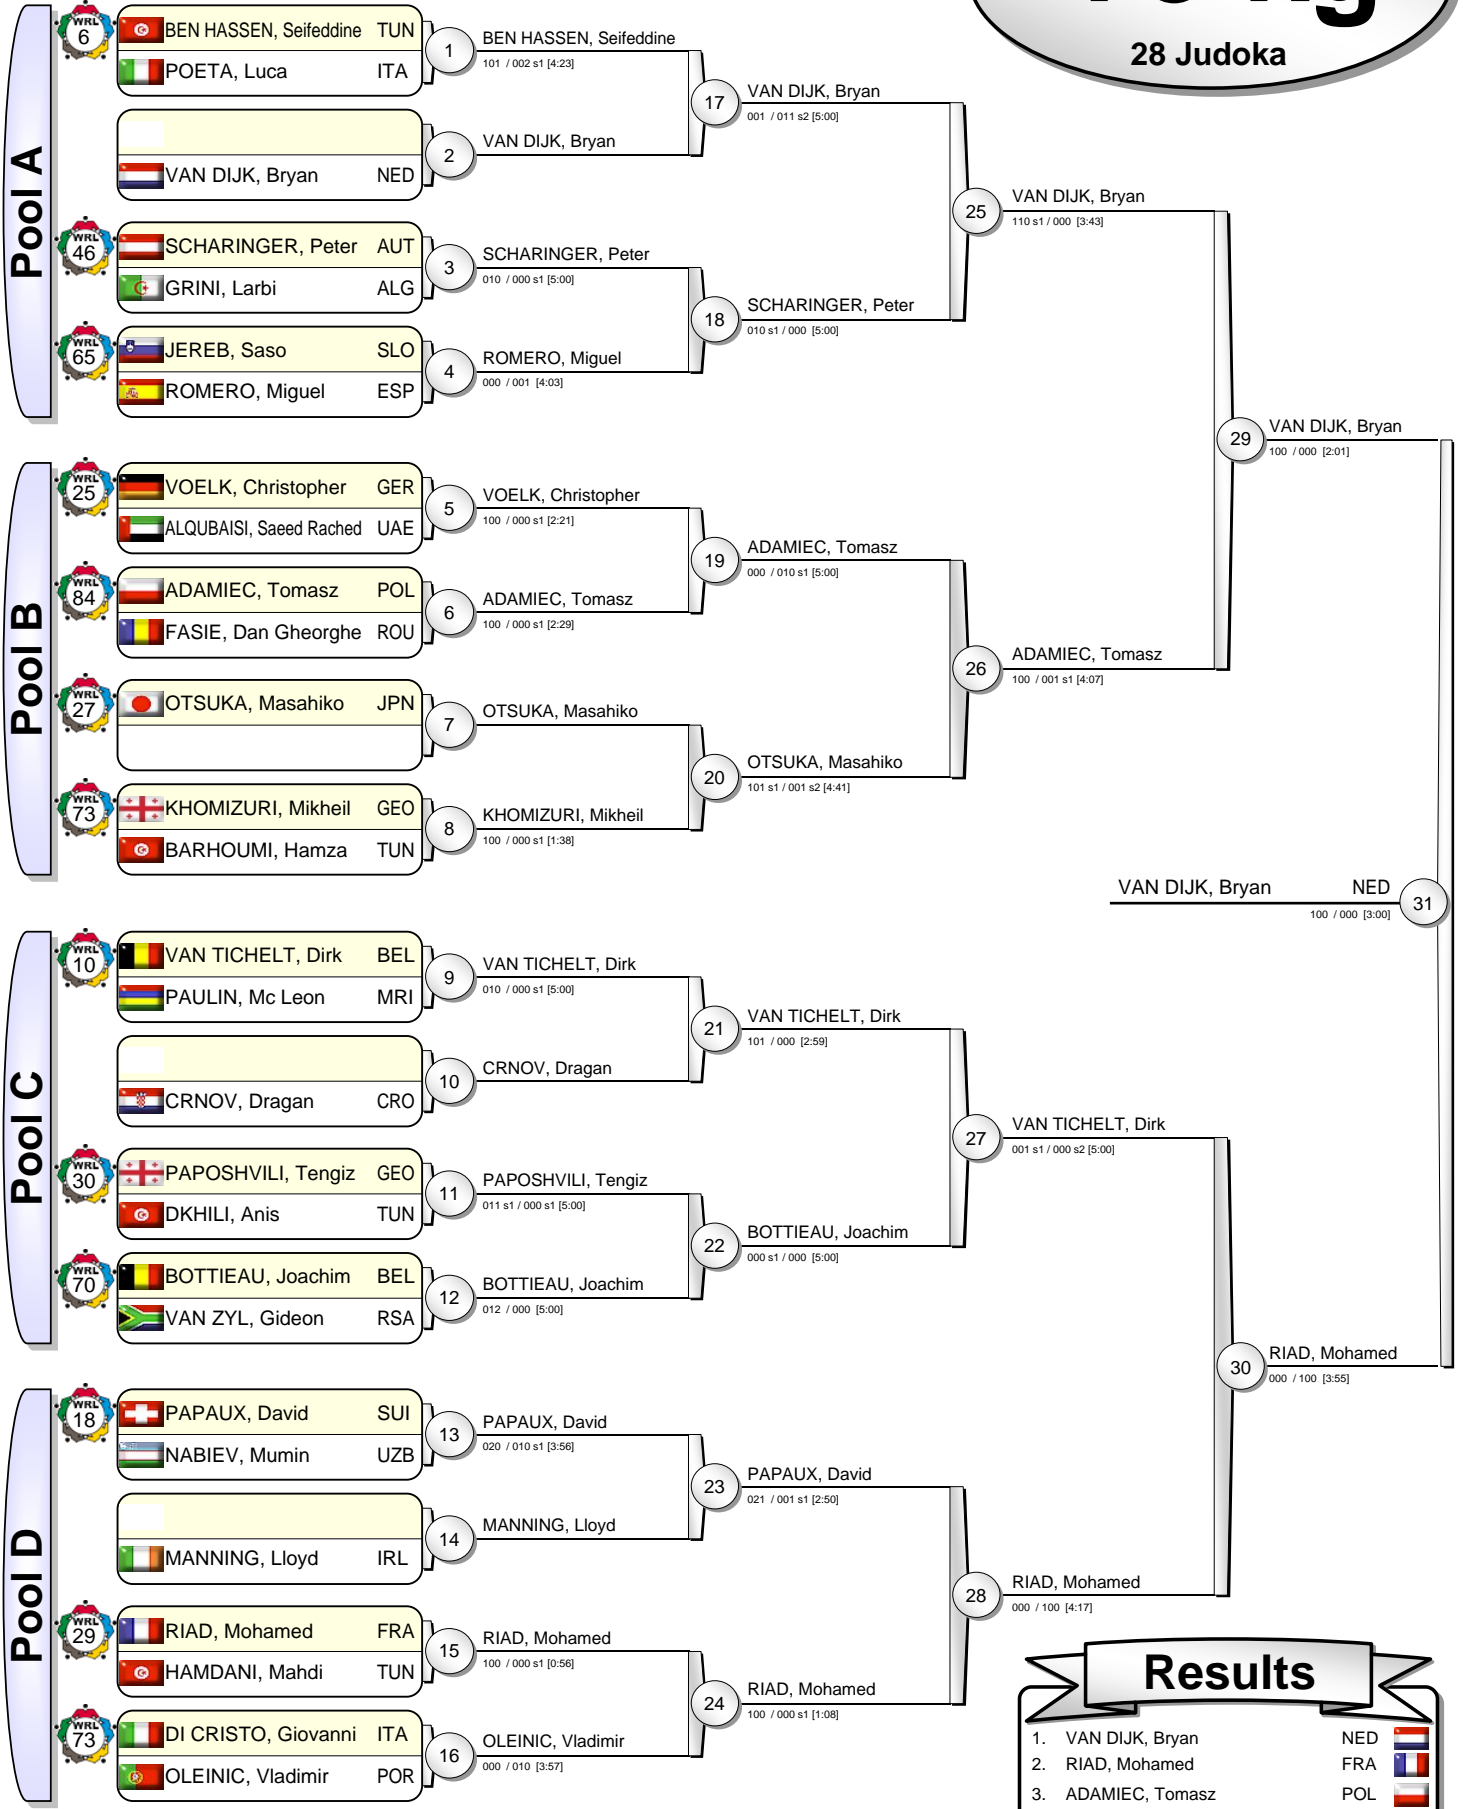 28 Judoka
Pool A
WRL 6
BEN HASSEN, Seifeddine TUN
POETA, Luca ITA
1
BEN HASSEN, Seifeddine
101 / 002 s1 [4:23]
VAN DIJK, Bryan NED
2
VAN DIJK, Bryan
17
VAN DIJK, Bryan
001 / 011 s2 [5:00]
WRL 46
SCHARINGER, Peter AUT
GRINI, Larbi ALG
3
SCHARINGER, Peter
010 / 000 s1 [5:00]
WRL 65
JEREB, Saso SLO
ROMERO, Miguel ESP
4
ROMERO, Miguel
000 / 001 [4:03]
18
SCHARINGER, Peter
010 s1 / 000 [5:00]
25
VAN DIJK, Bryan
110 s1 / 000 [3:43]
Pool B
WRL 25
VOELK, Christopher GER
ALQUBAISI, Saeed Rached UAE
5
VOELK, Christopher
100 / 000 s1 [2:21]
WRL 84
ADAMIEC, Tomasz POL
FASIE, Dan Gheorghe ROU
6
ADAMIEC, Tomasz
100 / 000 s1 [2:29]
19
ADAMIEC, Tomasz
000 / 010 s1 [5:00]
WRL 27
OTSUKA, Masahiko JPN
7
OTSUKA, Masahiko
WRL 73
KHOMIZURI, Mikheil GEO
BARHOUMI, Hamza TUN
8
KHOMIZURI, Mikheil
100 / 000 s1 [1:38]
20
OTSUKA, Masahiko
101 s1 / 001 s2 [4:41]
26
ADAMIEC, Tomasz
100 / 001 s1 [4:07]
29
VAN DIJK, Bryan
100 / 000 [2:01]
VAN DIJK, Bryan NED
100 / 000 [3:00]
31
Pool C
WRL 10
VAN TICHELT, Dirk BEL
PAULIN, Mc Leon MRI
9
VAN TICHELT, Dirk
010 / 000 s1 [5:00]
CRNOV, Dragan CRO
10
CRNOV, Dragan
21
VAN TICHELT, Dirk
101 / 000 [2:59]
WRL 30
PAPOSHVILI, Tengiz GEO
DKHILI, Anis TUN
11
PAPOSHVILI, Tengiz
011 s1 / 000 s1 [5:00]
WRL 70
BOTTIEAU, Joachim BEL
VAN ZYL, Gideon RSA
12
BOTTIEAU, Joachim
012 / 000 [5:00]
22
BOTTIEAU, Joachim
000 s1 / 000 [5:00]
27
VAN TICHELT, Dirk
001 s1 / 000 s2 [5:00]
Pool D
WRL 18
PAPAUX, David SUI
NABIEV, Mumin UZB
13
PAPAUX, David
020 / 010 s1 [3:56]
MANNING, Lloyd IRL
14
MANNING, Lloyd
23
PAPAUX, David
021 / 001 s1 [2:50]
WRL 29
RIAD, Mohamed FRA
HAMDANI, Mahdi TUN
15
RIAD, Mohamed
100 / 000 s1 [0:56]
WRL 73
DI CRISTO, Giovanni ITA
OLEINIC, Vladimir POR
16
OLEINIC, Vladimir
000 / 010 [3:57]
24
RIAD, Mohamed
100 / 000 s1 [1:08]
28
RIAD, Mohamed
000 / 100 [4:17]
30
RIAD, Mohamed
000 / 100 [3:55]
Results
1. VAN DIJK, Bryan NED
2. RIAD, Mohamed FRA
3. ADAMIEC, Tomasz POL